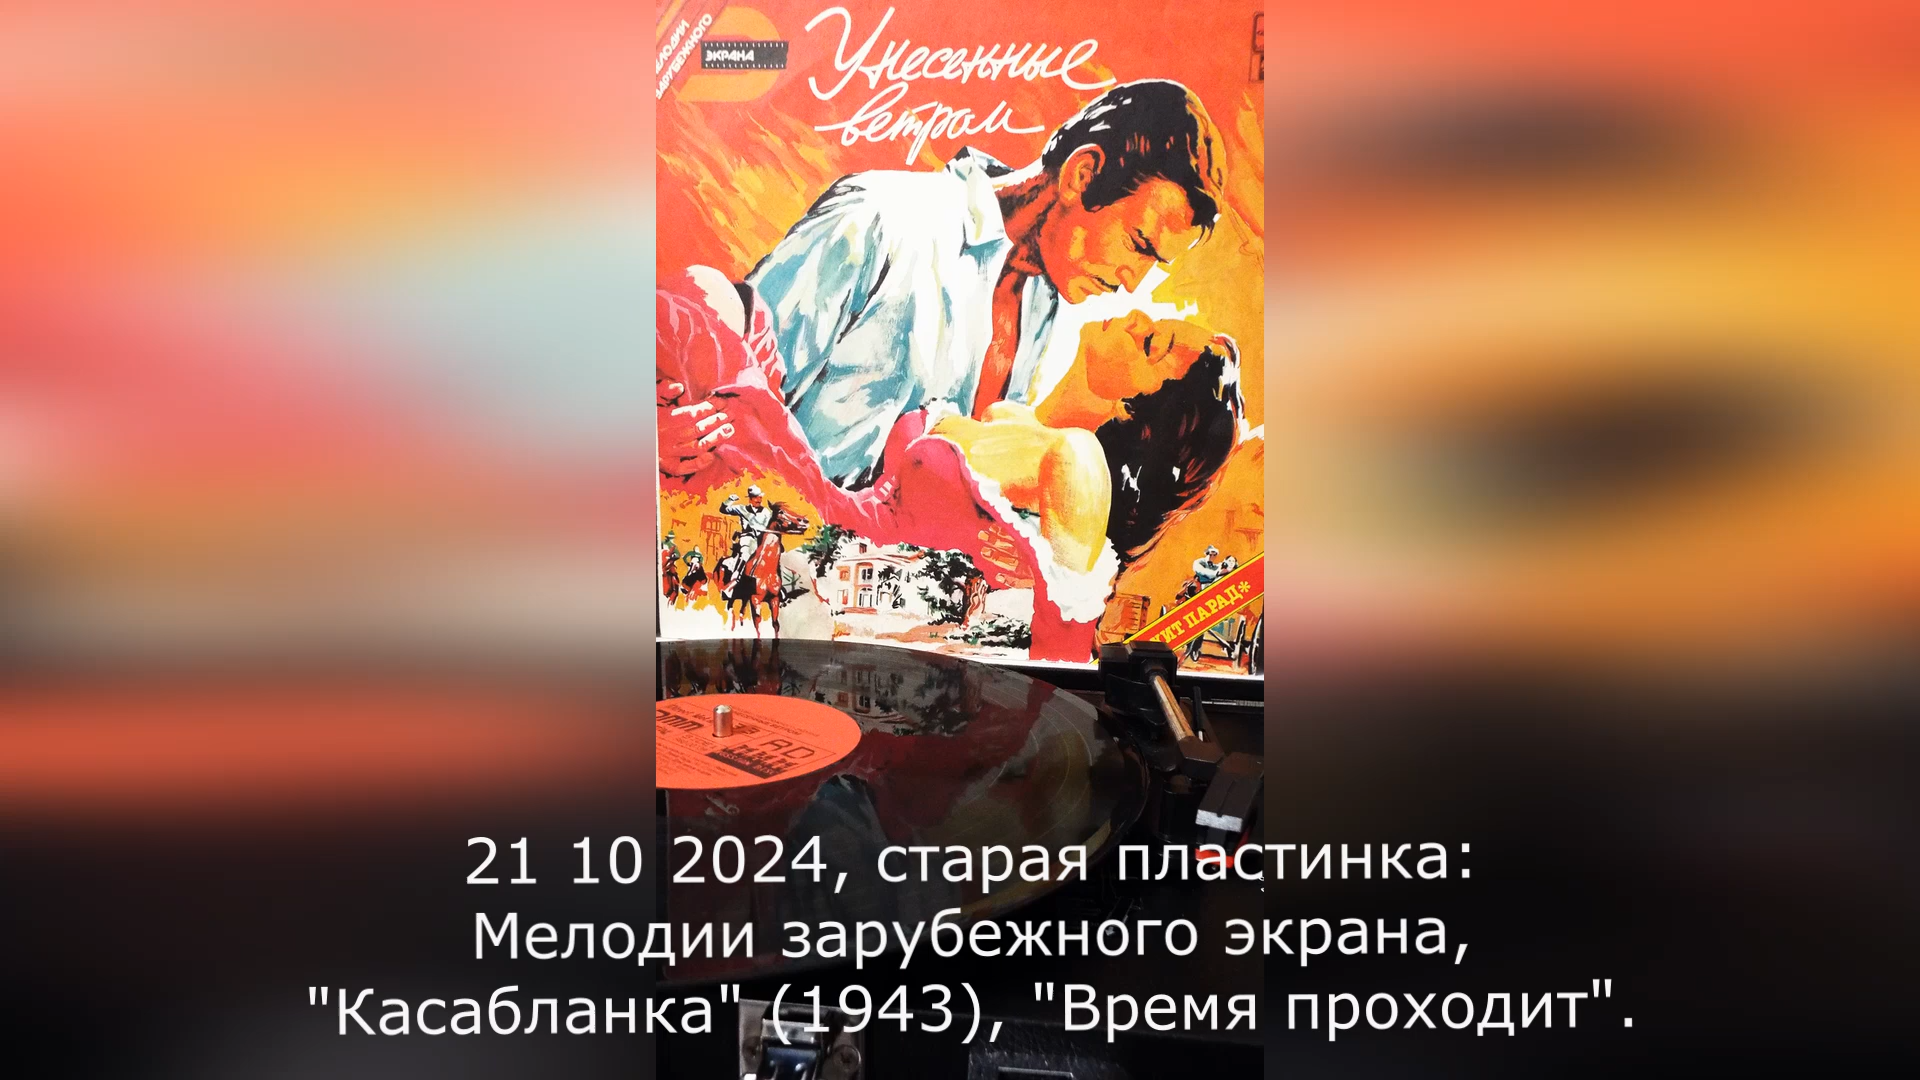 МЕЛОДИИ
ЗАРУБЕЖНОГО
ЭКРАНА
Унесенные
ветром
ХИТ ПАРАД*
21 10 2024, старая пластинка:
Мелодии зарубежного экрана,
"Касабланка" (1943), "Время проходит".